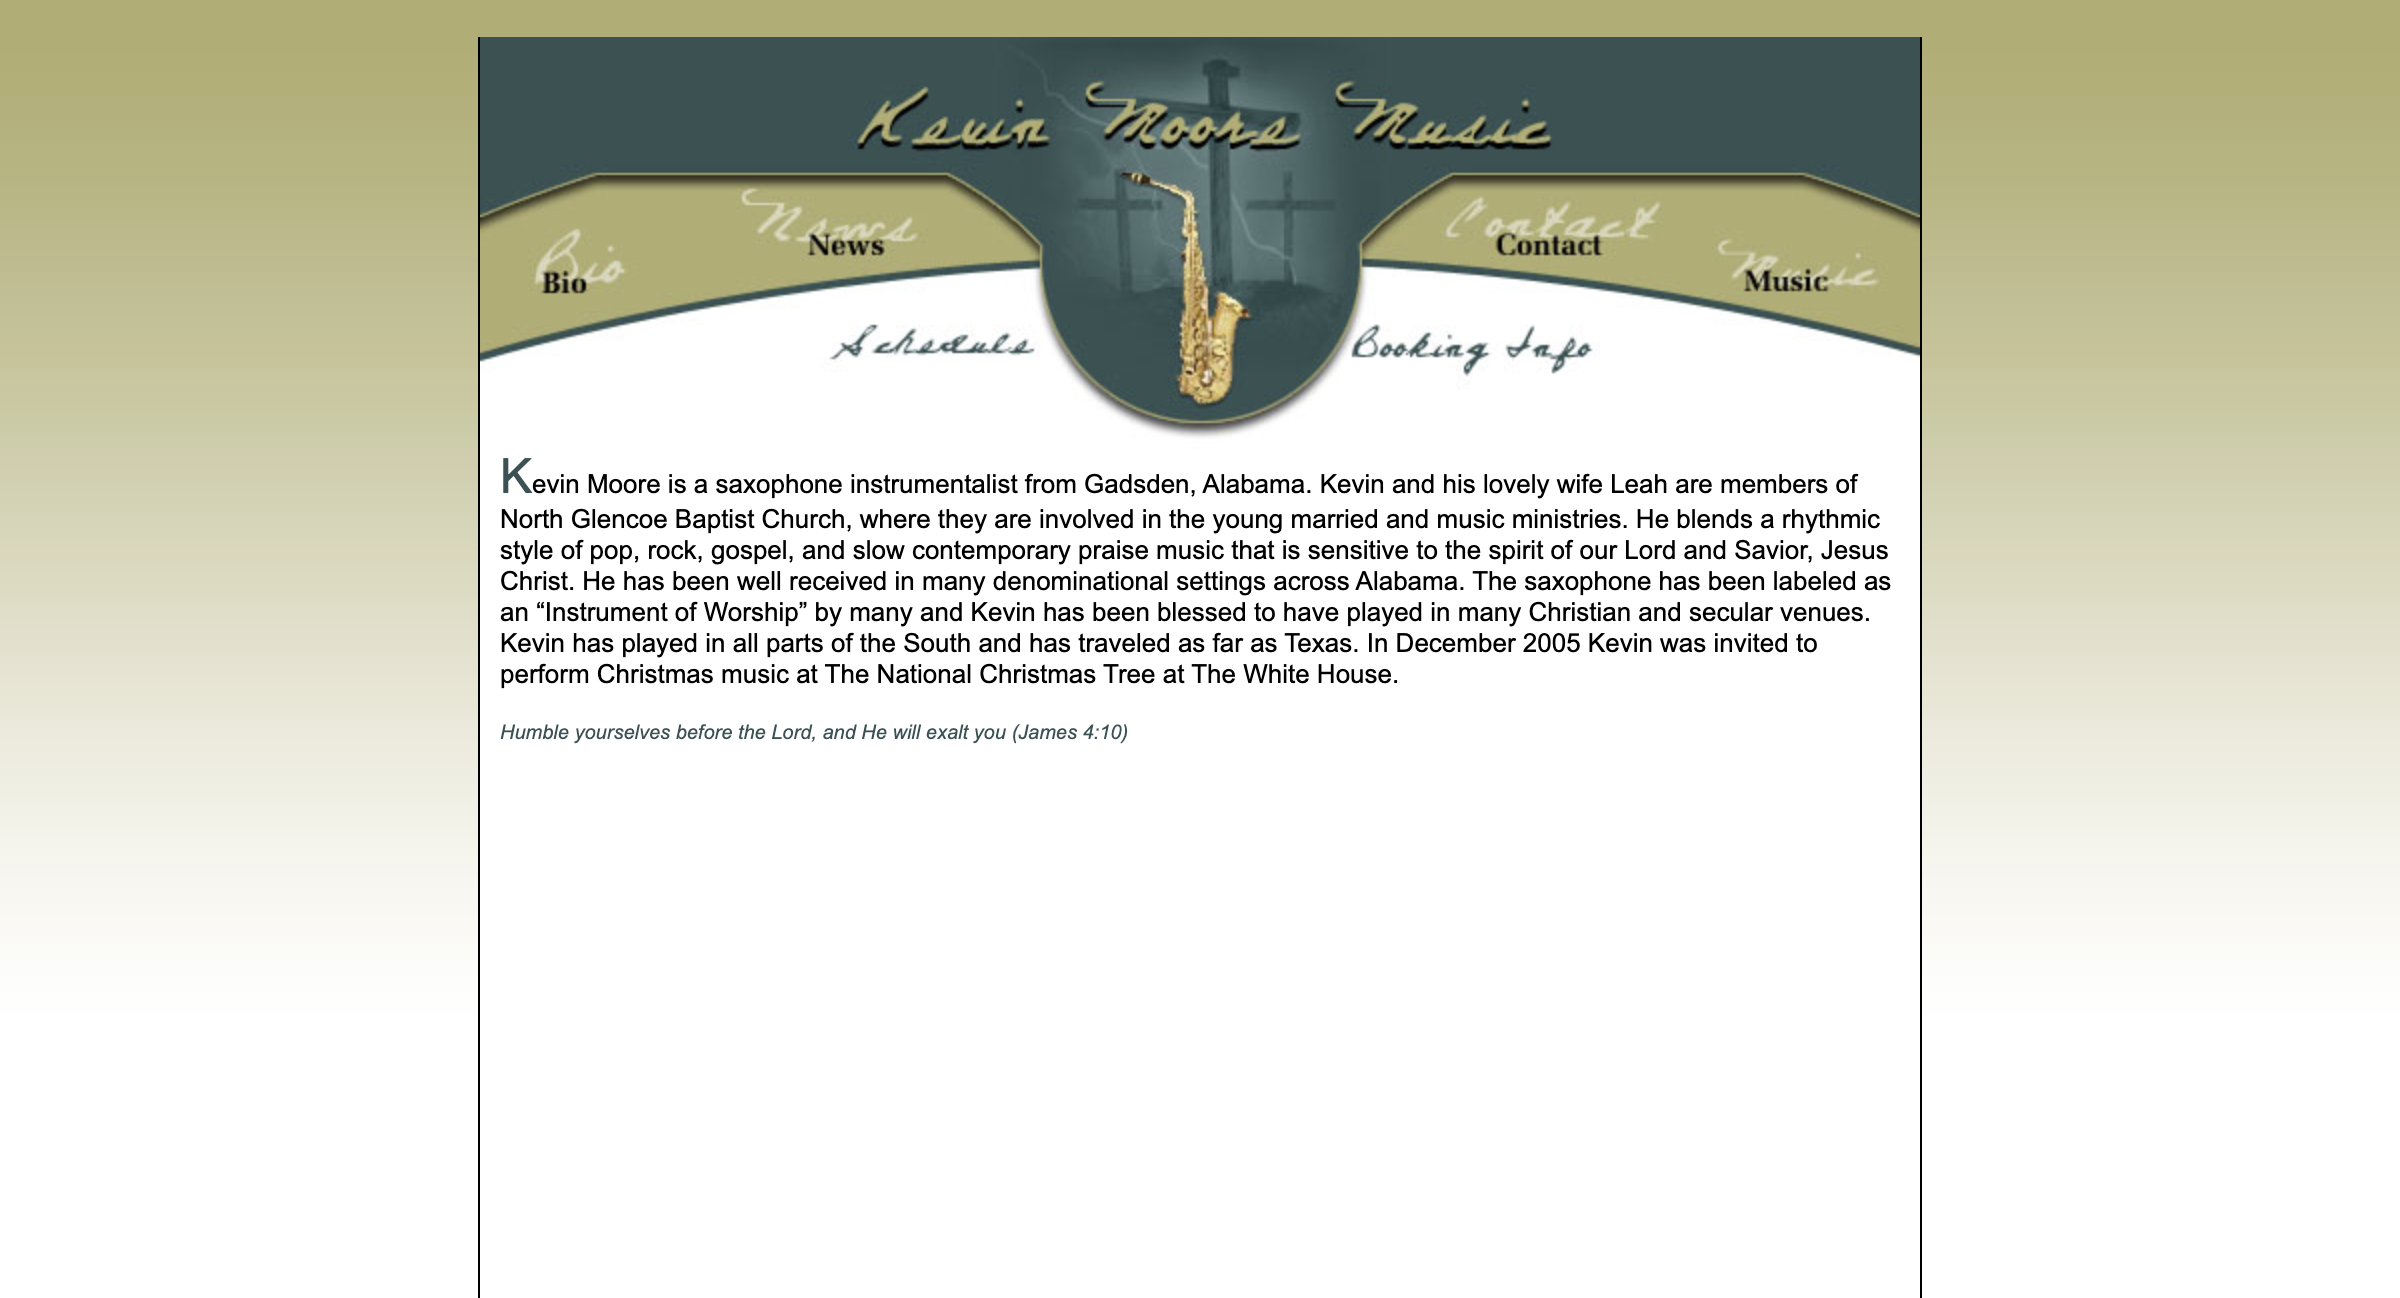 Kevin Moore Music
Bio
Bio
News
News
Contact
Contact
Music
Music
Schedule
Booking Info
Kevin Moore is a saxophone instrumentalist from Gadsden, Alabama. Kevin and his lovely wife Leah are members of
North Glencoe Baptist Church, where they are involved in the young married and music ministries. He blends a rhythmic
style of pop, rock, gospel, and slow contemporary praise music that is sensitive to the spirit of our Lord and Savior, Jesus
Christ. He has been well received in many denominational settings across Alabama. The saxophone has been labeled as
an “Instrument of Worship” by many and Kevin has been blessed to have played in many Christian and secular venues.
Kevin has played in all parts of the South and has traveled as far as Texas. In December 2005 Kevin was invited to
perform Christmas music at The National Christmas Tree at The White House.
Humble yourselves before the Lord, and He will exalt you (James 4:10)